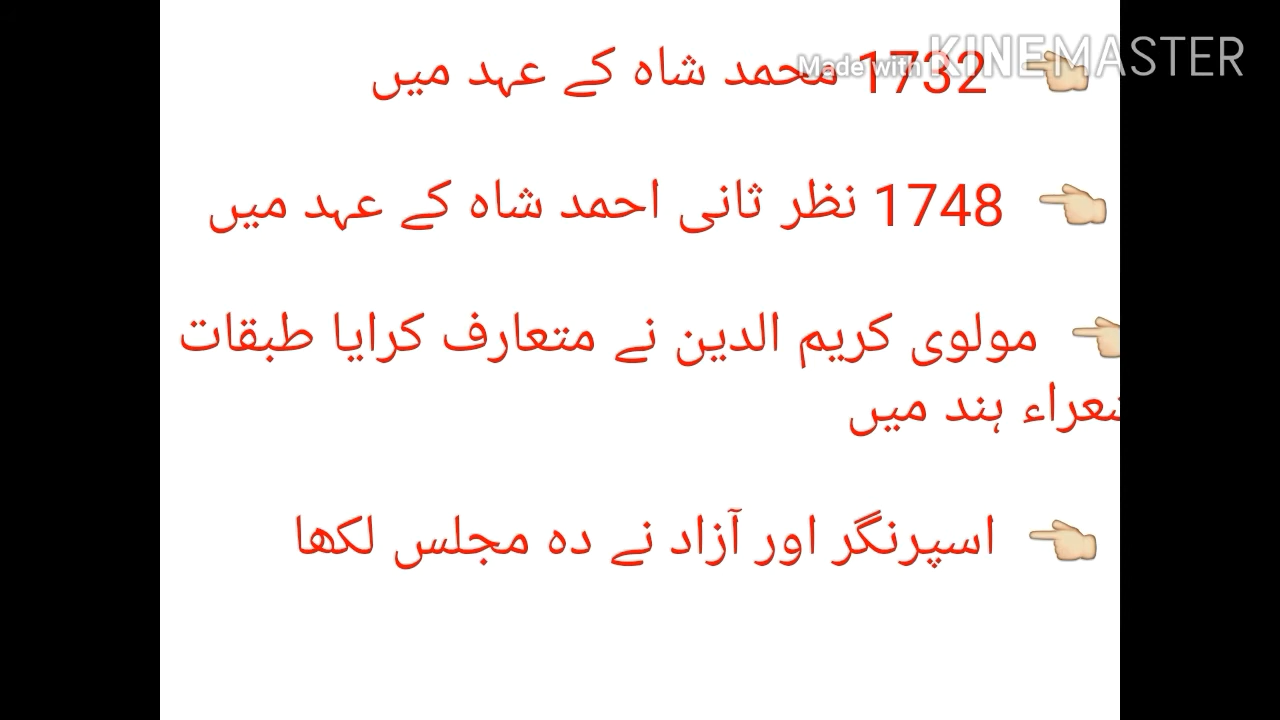 👈 1732 محمد شاہ کے عہد میں
Made with KINEMASTER
👈 1748 نظر ثانی احمد شاہ کے عہد میں
👈 مولوی کریم الدین نے متعارف کرایا طبقات
شعراء ہند میں
👈 اسپرنگر اور آزاد نے دہ مجلس لکھا